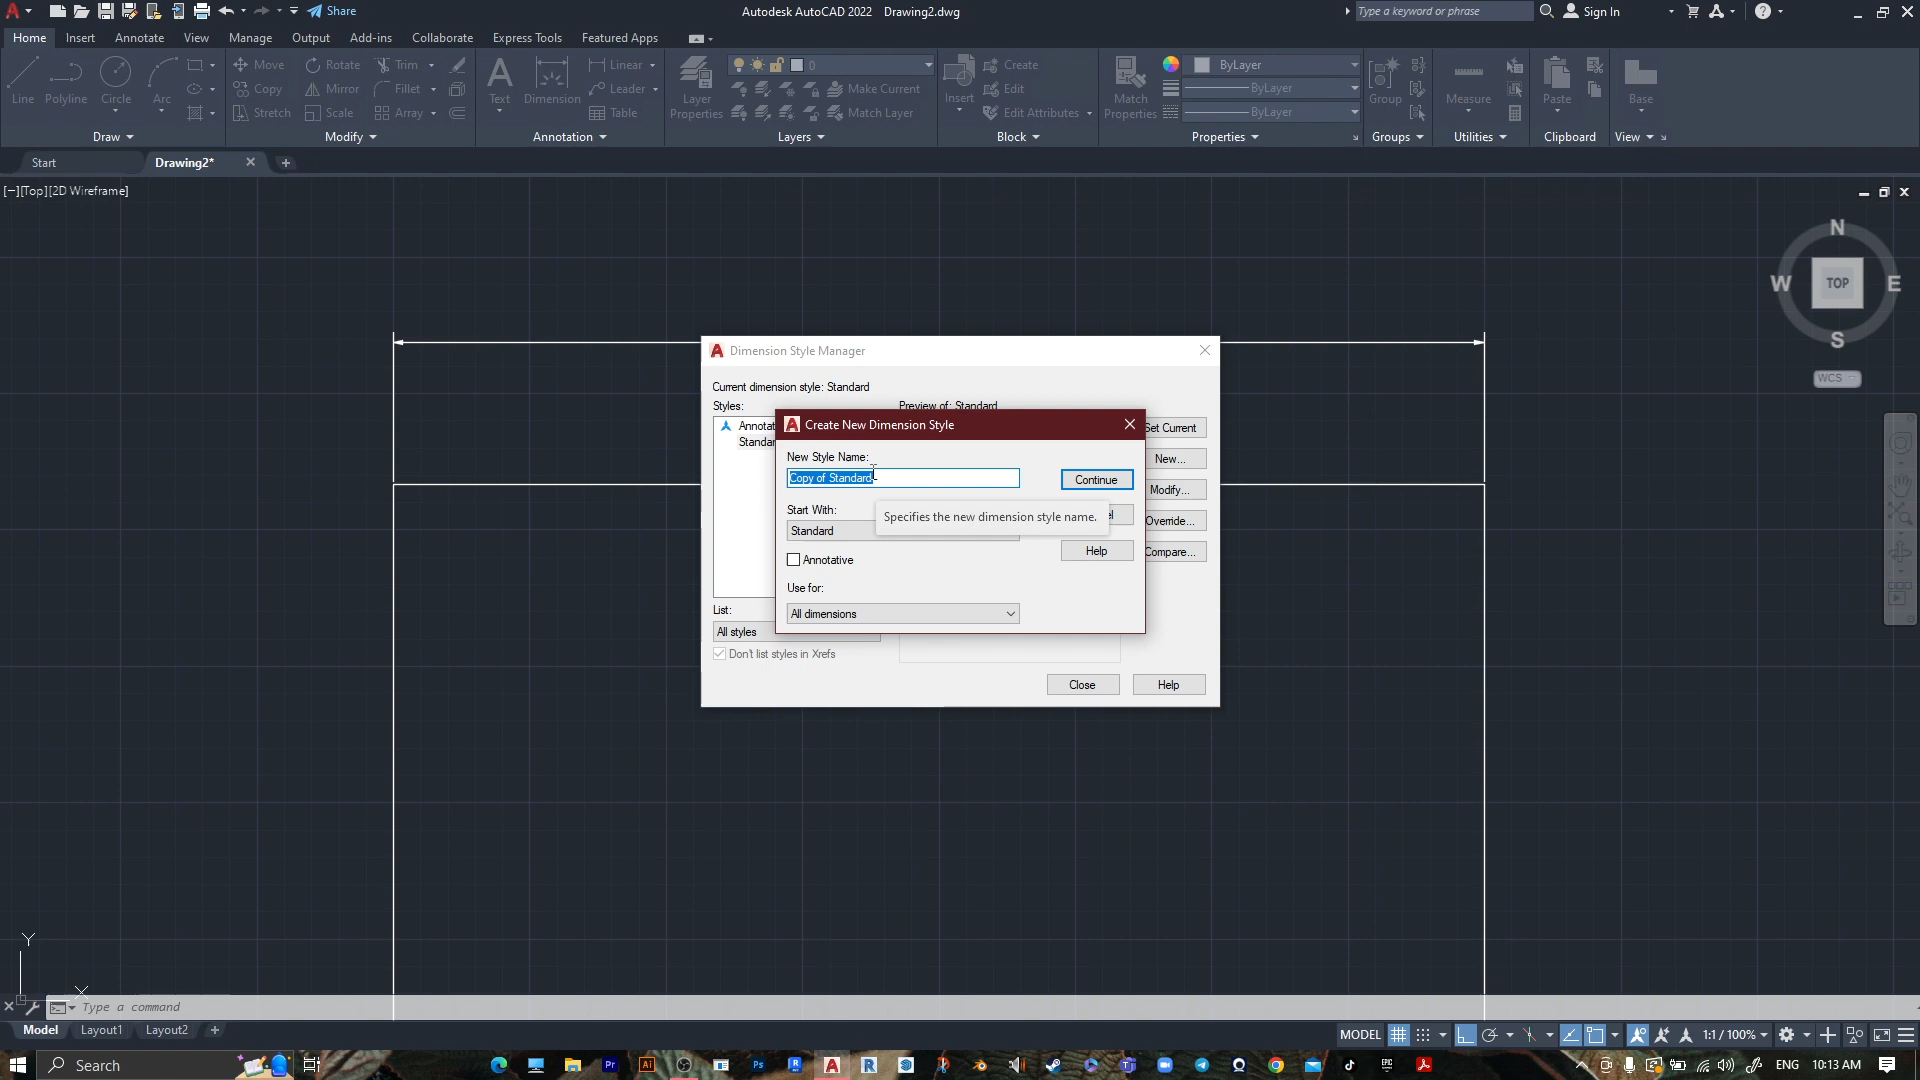 Share
Autodesk AutoCAD 2022 Drawing2.dwg
Type a keyword or phrase
Sign In
Home Insert Annotate View Manage Output Add-ins Collaborate Express Tools Featured Apps
Line Polyline Circle Arc
Move Rotate Trim
Copy Mirror Fillet
Stretch Scale Array
Text Dimension
Linear
Leader
Table
Layer
Properties
0
Make Current
Match Layer
Insert
Create
Edit
Edit Attributes
Match
Properties
ByLayer
ByLayer
ByLayer
Group
Measure
Paste
Base
Draw Modify Annotation Layers Block Properties Groups Utilities Clipboard View
Start Drawing2*
[−][Top][2D Wireframe]
N
W TOP E
S
WCS
Dimension Style Manager
Current dimension style: Standard
Styles:
Preview of: Standard
Annotat
Standar
Set Current
New...
Modify...
Override...
Compare...
Create New Dimension Style
New Style Name:
Copy of Standard
Continue
Start With:
Standard
Specifies the new dimension style name.
el
Annotative
Help
Use for:
All dimensions
List:
All styles
Don't list styles in Xrefs
Close Help
Y
X
Type a command
Model Layout1 Layout2
MODEL
1:1 / 100%
Search
ENG 10:13 AM